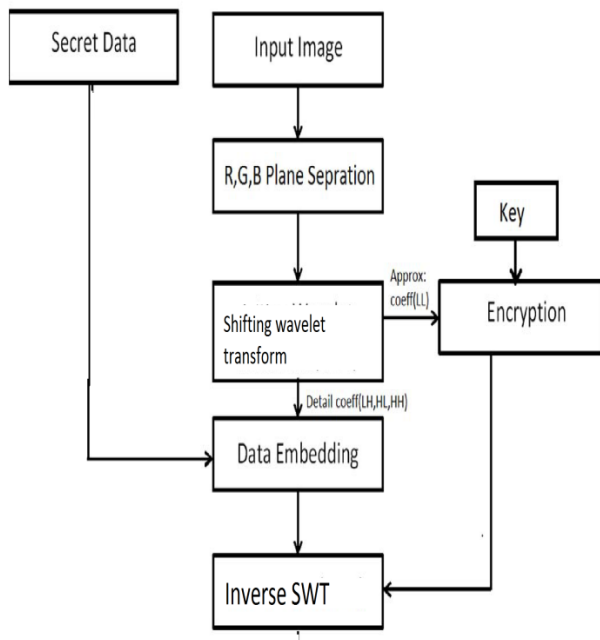 Secret Data
Input Image
R,G,B Plane Sepration
Key
Approx:
coeff(LL)
Encryption
Shifting wavelet
transform
Detail coeff(LH,HL,HH)
Data Embedding
Inverse SWT